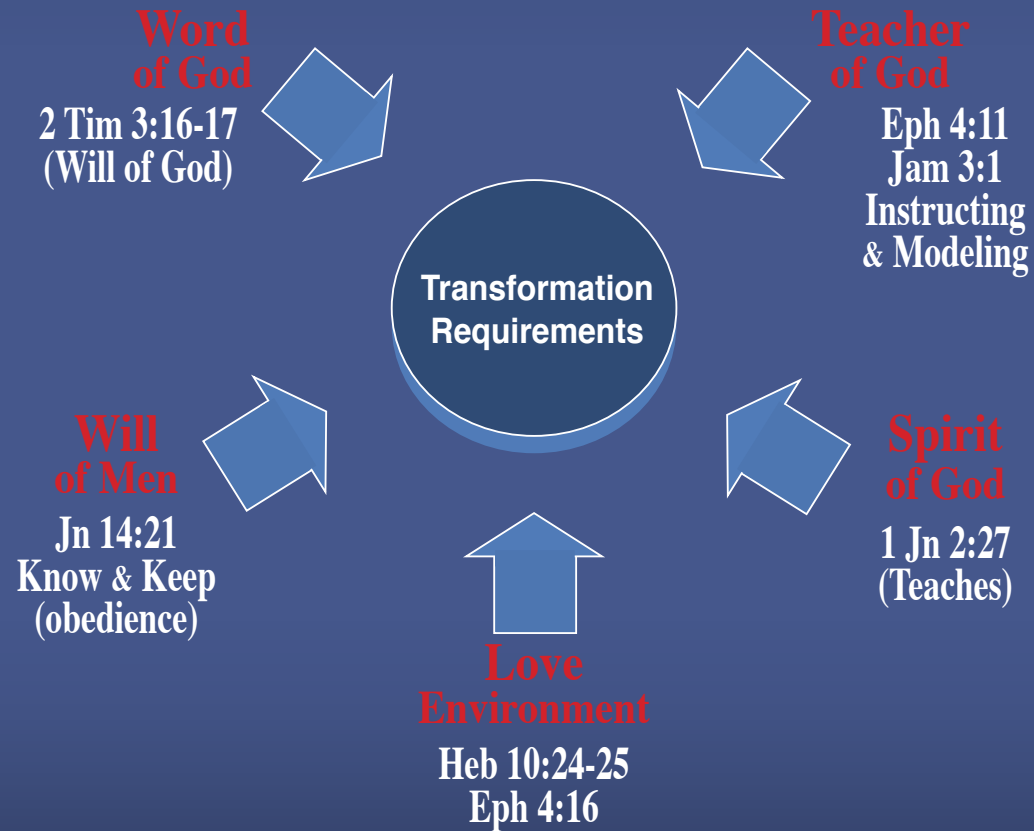 Word
of God
2 Tim 3:16-17
(Will of God)
Teacher
of God
Eph 4:11
Jam 3:1
Instructing
& Modeling
Transformation
Requirements
Will
of Men
Jn 14:21
Know & Keep
(obedience)
Spirit
of God
1 Jn 2:27
(Teaches)
Love
Environment
Heb 10:24-25
Eph 4:16